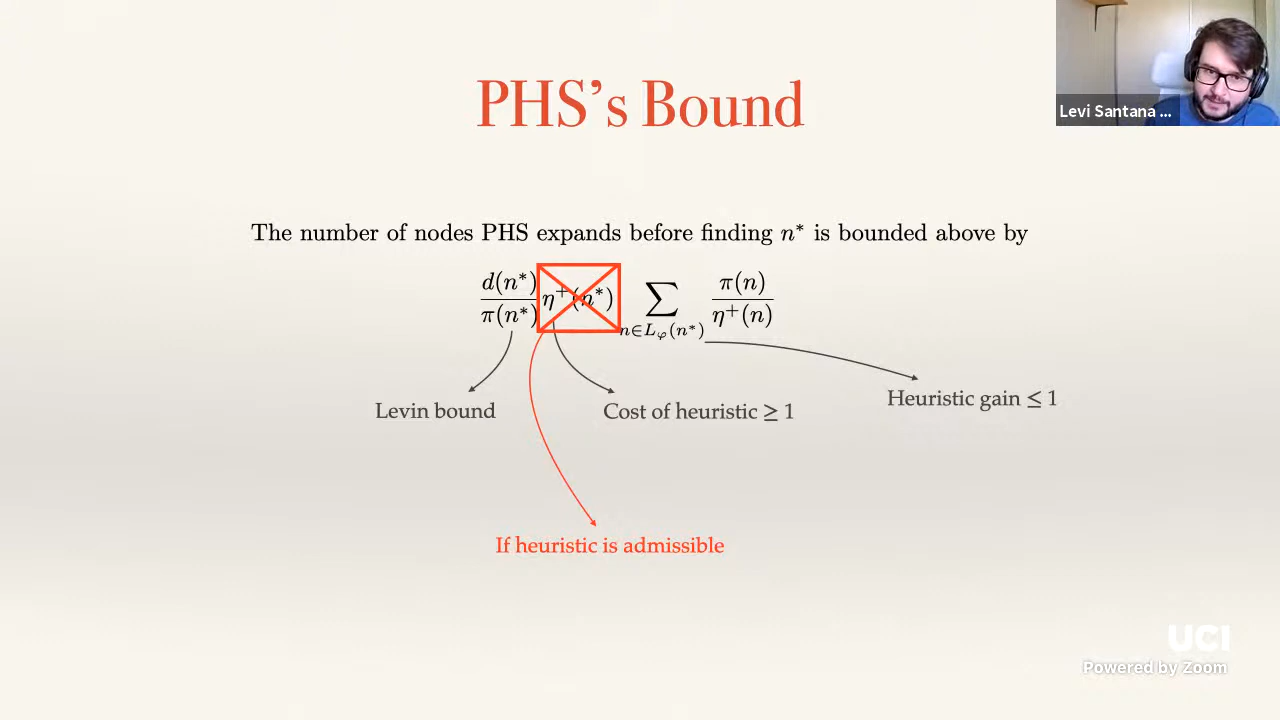 PHS's Bound
Levi Santana ...
The number of nodes PHS expands before finding n* is bounded above by
d(n*)/π(n*) η⁺(n*) ∑_{n∈L_φ(n*)} π(n)/η⁺(n)
Levin bound
Cost of heuristic ≥ 1
Heuristic gain ≤ 1
If heuristic is admissible
UCI
Powered by Zoom